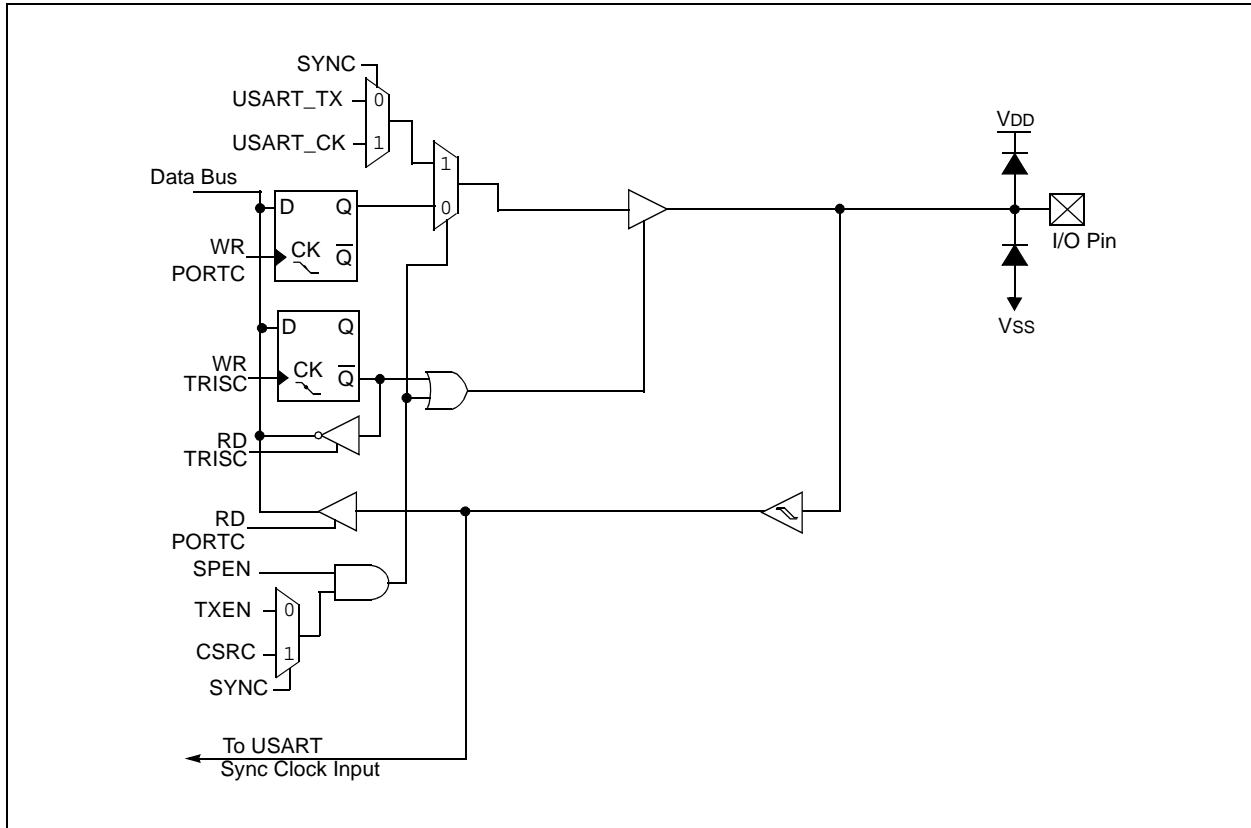 SYNC
USART_TX
0
USART_CK
1
1
0
Data Bus
D
Q
WR
PORTC
CK
Q̅
D
Q
WR
TRISC
CK
Q̅
RD
TRISC
RD
PORTC
SPEN
TXEN
0
CSRC
1
SYNC
To USART
Sync Clock Input
VDD
I/O Pin
VSS